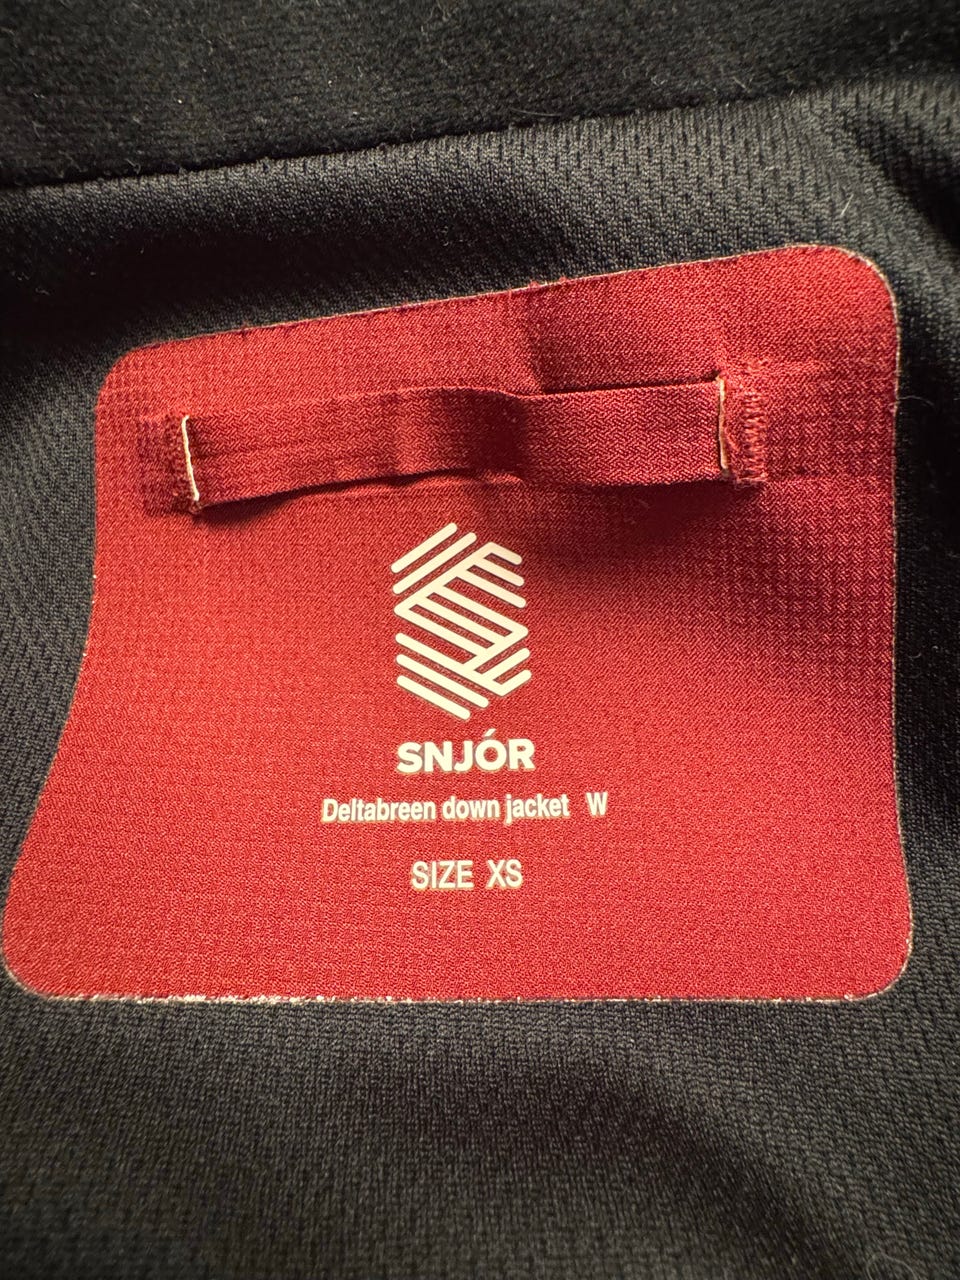 SNJÓR
Deltabreen down jacket W
SIZE XS